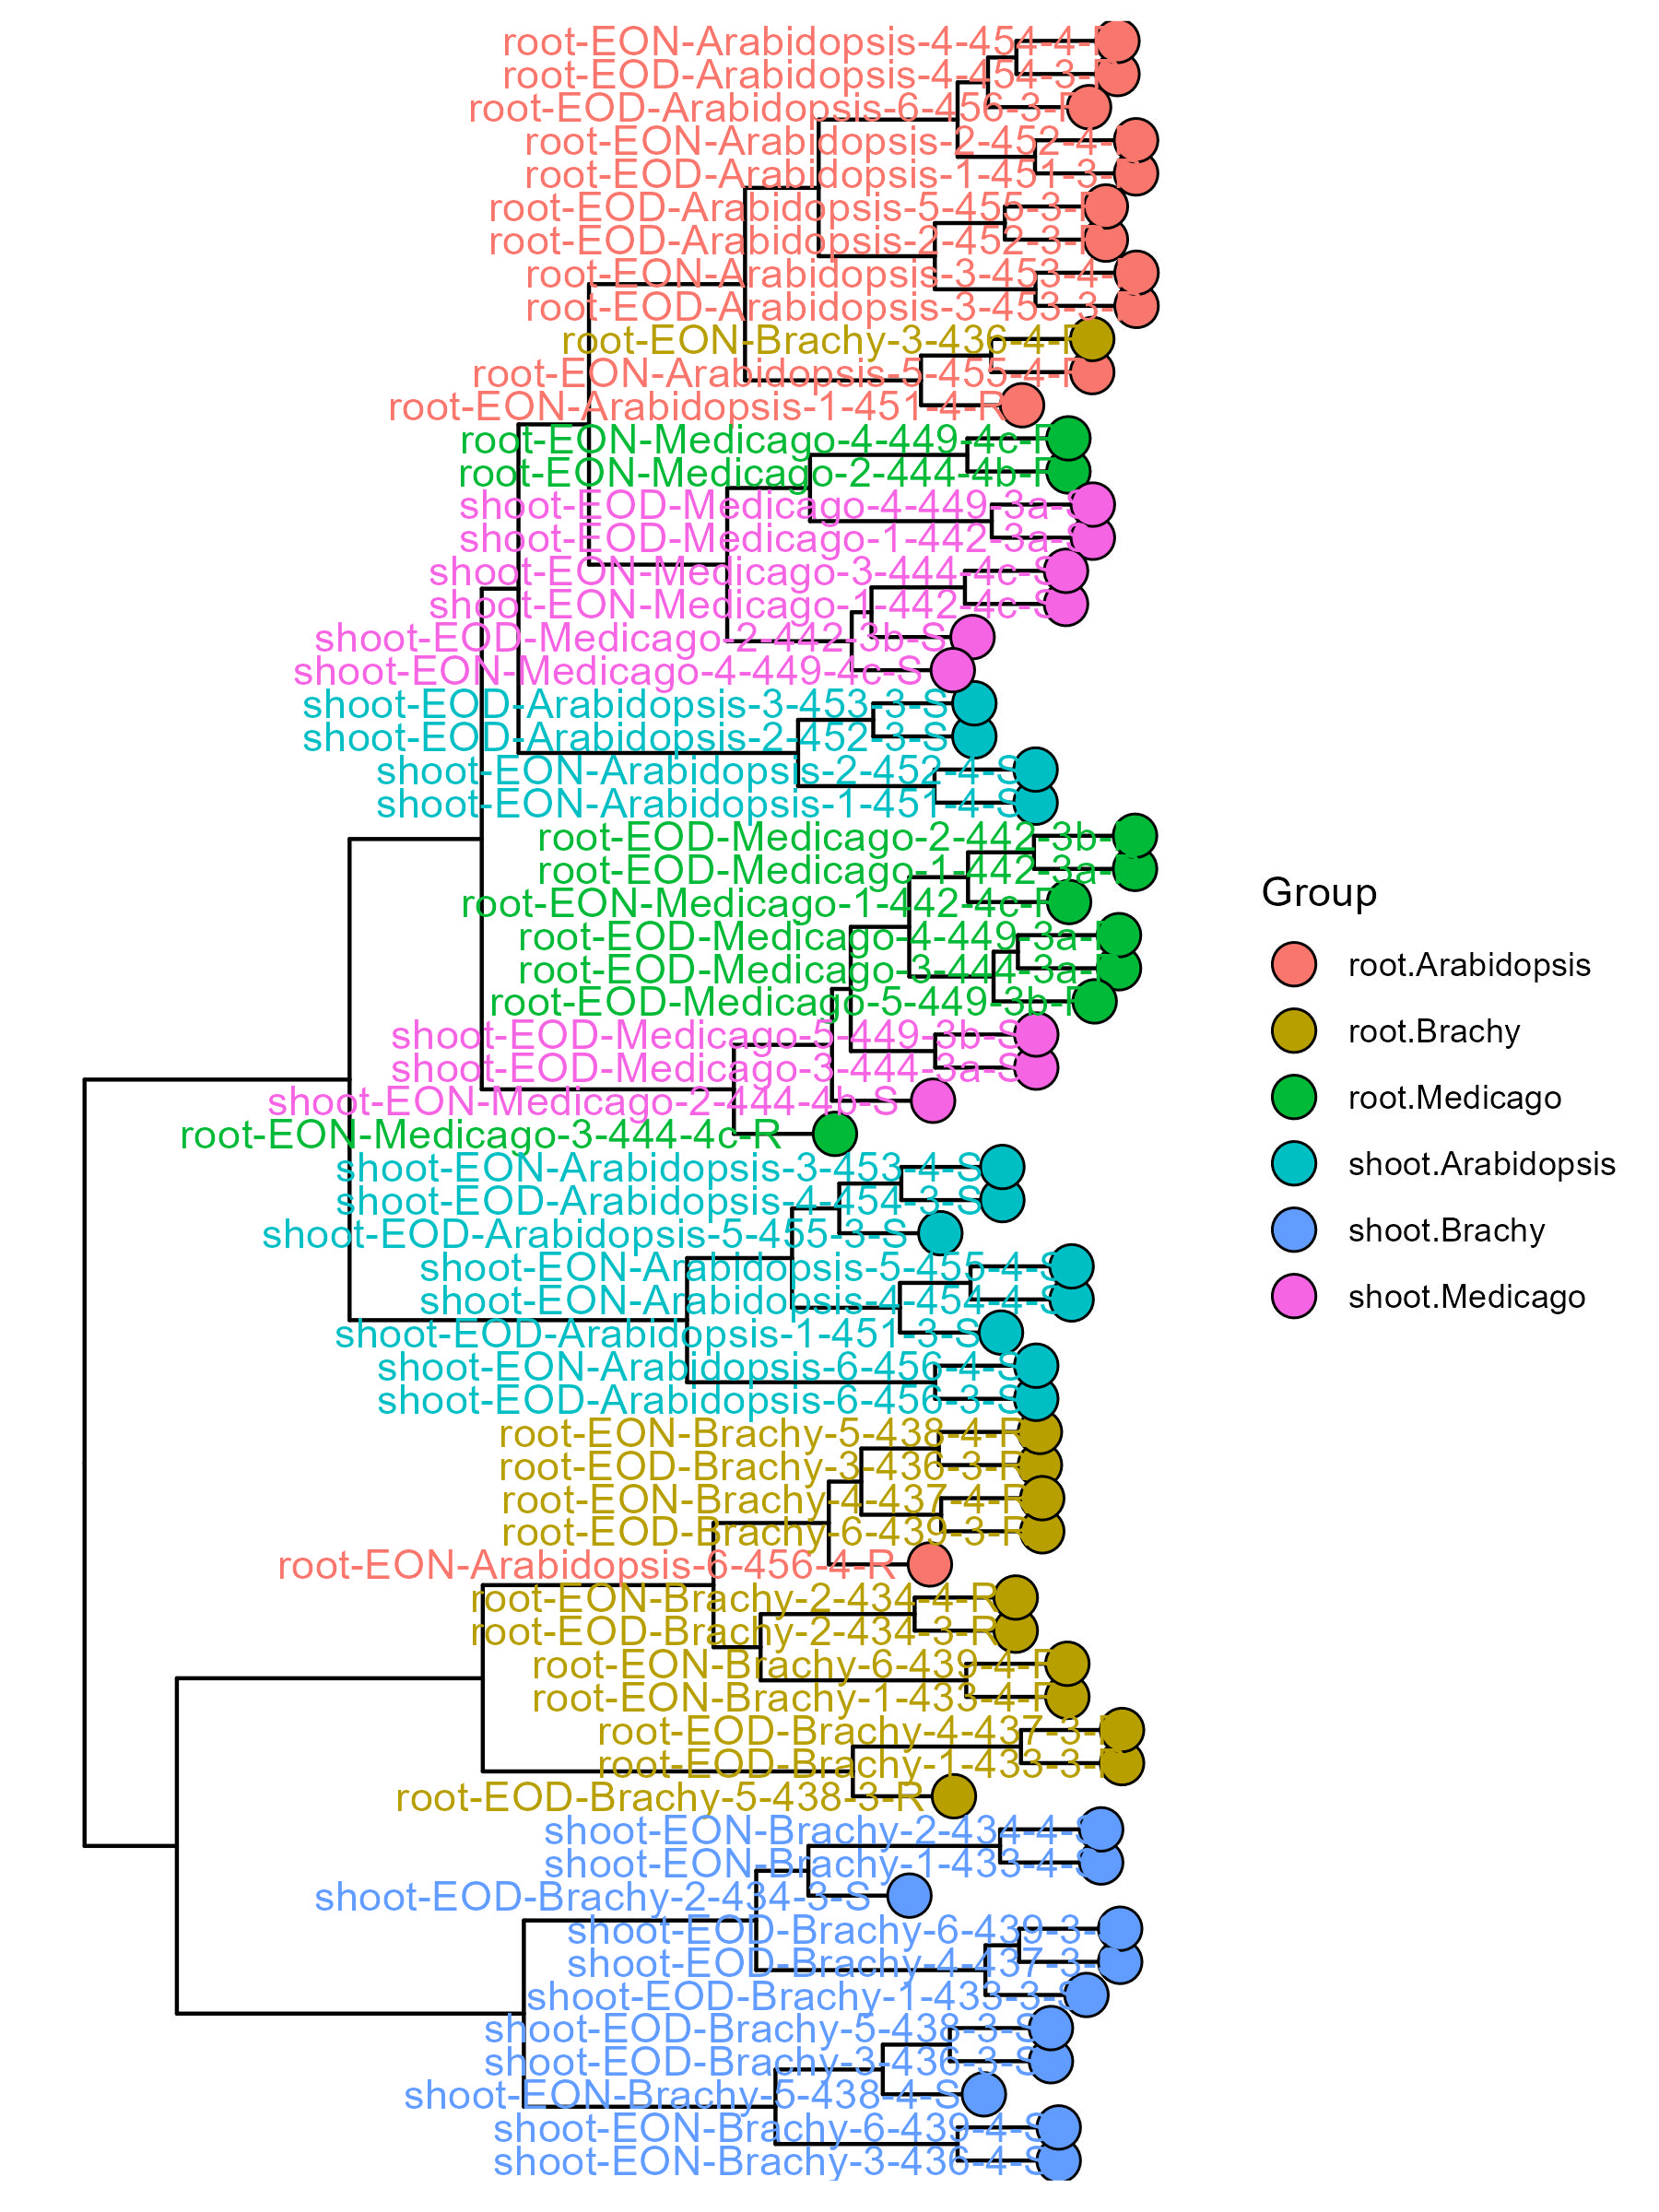 root-EON-Arabidopsis-4-454-4-R
root-EOD-Arabidopsis-4-454-3-R
root-EOD-Arabidopsis-6-456-3-R
root-EON-Arabidopsis-2-452-4-
root-EOD-Arabidopsis-1-451-3-
root-EOD-Arabidopsis-5-455-3-R
root-EOD-Arabidopsis-2-452-3-R
root-EON-Arabidopsis-3-453-4-
root-EOD-Arabidopsis-3-453-3-
root-EON-Brachy-3-436-4-R
root-EON-Arabidopsis-5-455-4-R
root-EON-Arabidopsis-1-451-4-R
root-EON-Medicago-4-449-4c-R
root-EON-Medicago-2-444-4b-R
shoot-EOD-Medicago-4-449-3a-S
shoot-EOD-Medicago-1-442-3a-S
shoot-EON-Medicago-3-444-4c-S
shoot-EON-Medicago-1-442-4c-S
shoot-EOD-Medicago-2-442-3b-S
shoot-EON-Medicago-4-449-4c-S
shoot-EOD-Arabidopsis-3-453-3-S
shoot-EOD-Arabidopsis-2-452-3-S
shoot-EON-Arabidopsis-2-452-4-S
shoot-EON-Arabidopsis-1-451-4-S
root-EOD-Medicago-2-442-3b-
root-EOD-Medicago-1-442-3a-
root-EON-Medicago-1-442-4c-R
root-EOD-Medicago-4-449-3a-R
root-EOD-Medicago-3-444-3a-R
root-EOD-Medicago-5-449-3b-R
shoot-EOD-Medicago-5-449-3b-S
shoot-EOD-Medicago-3-444-3a-S
shoot-EON-Medicago-2-444-4b-S
root-EON-Medicago-3-444-4c-R
shoot-EON-Arabidopsis-3-453-4-S
shoot-EOD-Arabidopsis-4-454-3-S
shoot-EOD-Arabidopsis-5-455-3-S
shoot-EON-Arabidopsis-5-455-4-S
shoot-EON-Arabidopsis-4-454-4-S
shoot-EOD-Arabidopsis-1-451-3-S
shoot-EON-Arabidopsis-6-456-4-S
shoot-EOD-Arabidopsis-6-456-3-S
root-EON-Brachy-5-438-4-R
root-EOD-Brachy-3-436-3-R
root-EON-Brachy-4-437-4-R
root-EOD-Brachy-6-439-3-R
root-EON-Arabidopsis-6-456-4-R
root-EON-Brachy-2-434-4-R
root-EOD-Brachy-2-434-3-R
root-EON-Brachy-6-439-4-R
root-EON-Brachy-1-433-4-R
root-EOD-Brachy-4-437-3-R
root-EOD-Brachy-1-433-3-R
root-EOD-Brachy-5-438-3-R
shoot-EON-Brachy-2-434-4-S
shoot-EON-Brachy-1-433-4-S
shoot-EOD-Brachy-2-434-3-S
shoot-EOD-Brachy-6-439-3-
shoot-EOD-Brachy-4-437-3-
shoot-EOD-Brachy-1-433-3-S
shoot-EOD-Brachy-5-438-3-S
shoot-EOD-Brachy-3-436-3-S
shoot-EON-Brachy-5-438-4-S
shoot-EON-Brachy-6-439-4-S
shoot-EON-Brachy-3-436-4-S
Group
root.Arabidopsis
root.Brachy
root.Medicago
shoot.Arabidopsis
shoot.Brachy
shoot.Medicago